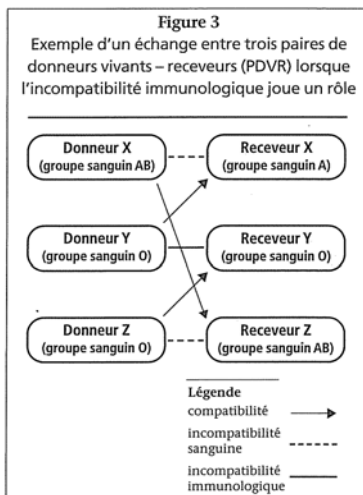 Figure 3
Exemple d'un échange entre trois paires de
donneurs vivants – receveurs (PDVR) lorsque
l'incompatibilité immunologique joue un rôle
Donneur X
(groupe sanguin AB)
Receveur X
(groupe sanguin A)
Donneur Y
(groupe sanguin O)
Receveur Y
(groupe sanguin O)
Donneur Z
(groupe sanguin O)
Receveur Z
(groupe sanguin AB)
Légende
compatibilité
incompatibilité
sanguine
incompatibilité
immunologique